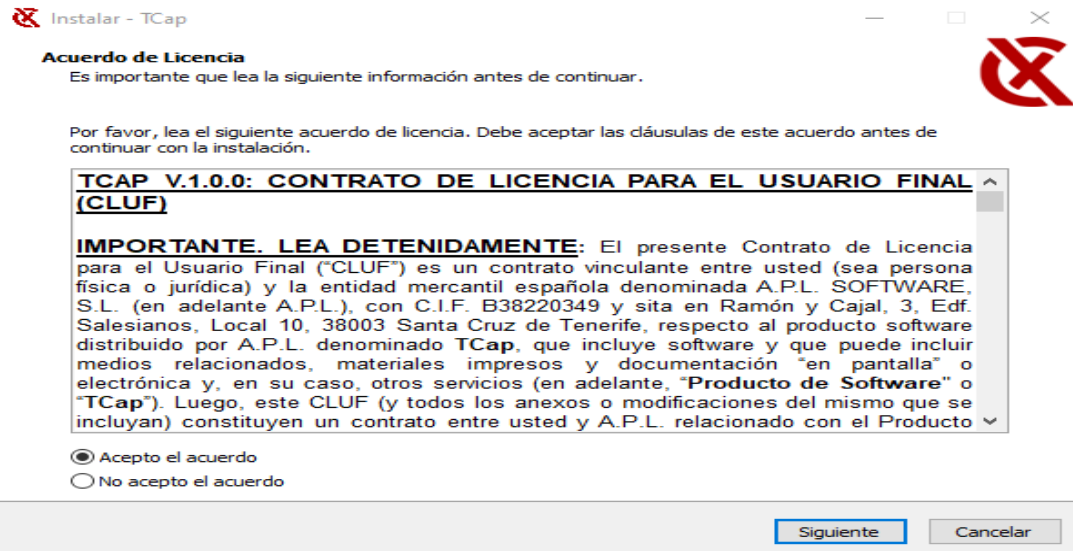 Instalar - TCap
Acuerdo de Licencia
Es importante que lea la siguiente información antes de continuar.
Por favor, lea el siguiente acuerdo de licencia. Debe aceptar las cláusulas de este acuerdo antes de
continuar con la instalación.
TCAP V.1.0.0: CONTRATO DE LICENCIA PARA EL USUARIO FINAL
(CLUF)
IMPORTANTE. LEA DETENIDAMENTE: El presente Contrato de Licencia
para el Usuario Final (“CLUF”) es un contrato vinculante entre usted (sea persona
física o jurídica) y la entidad mercantil española denominada A.P.L. SOFTWARE,
S.L. (en adelante A.P.L.), con C.I.F. B38220349 y sita en Ramón y Cajal, 3, Edf.
Salesianos, Local 10, 38003 Santa Cruz de Tenerife, respecto al producto software
distribuido por A.P.L. denominado TCap, que incluye software y que puede incluir
medios relacionados, materiales impresos y documentación “en pantalla” o
electrónica y, en su caso, otros servicios (en adelante, “Producto de Software” o
“TCap”). Luego, este CLUF (y todos los anexos o modificaciones del mismo que se
incluyan) constituyen un contrato entre usted y A.P.L. relacionado con el Producto
Acepto el acuerdo
No acepto el acuerdo
Siguiente
Cancelar